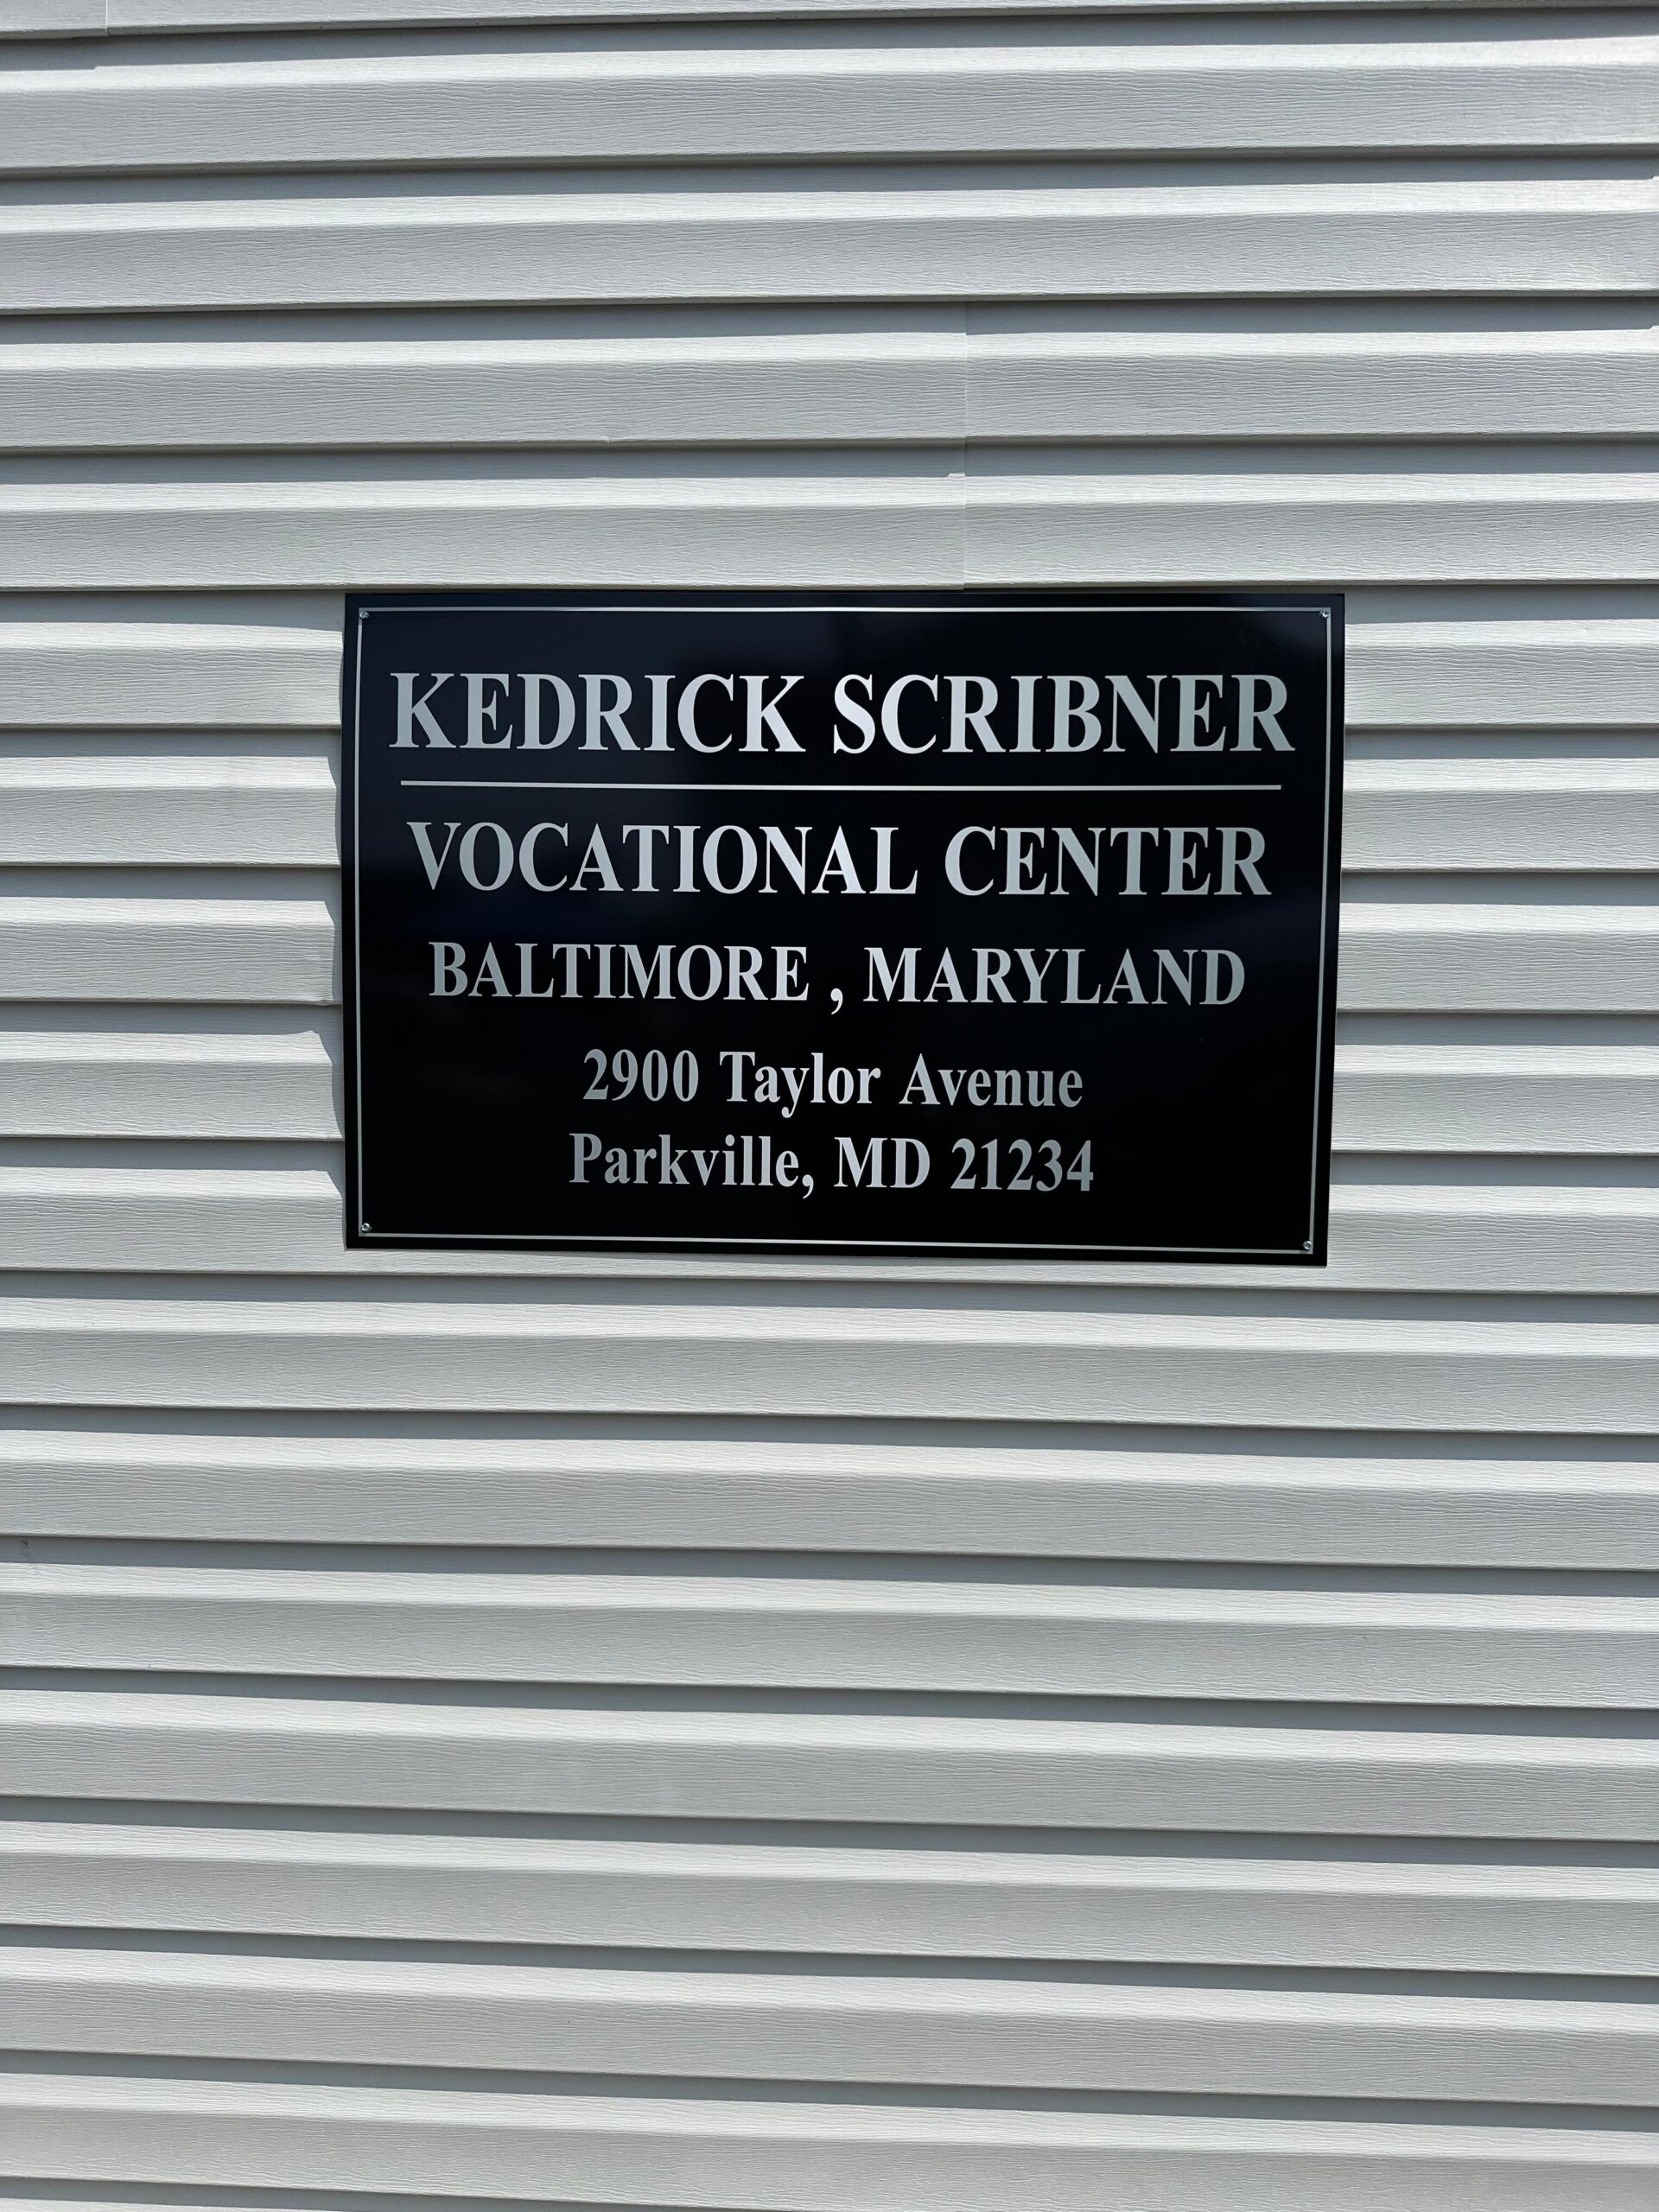 KEDRICK SCRIBNER
VOCATIONAL CENTER
BALTIMORE , MARYLAND
2900 Taylor Avenue
Parkville, MD 21234